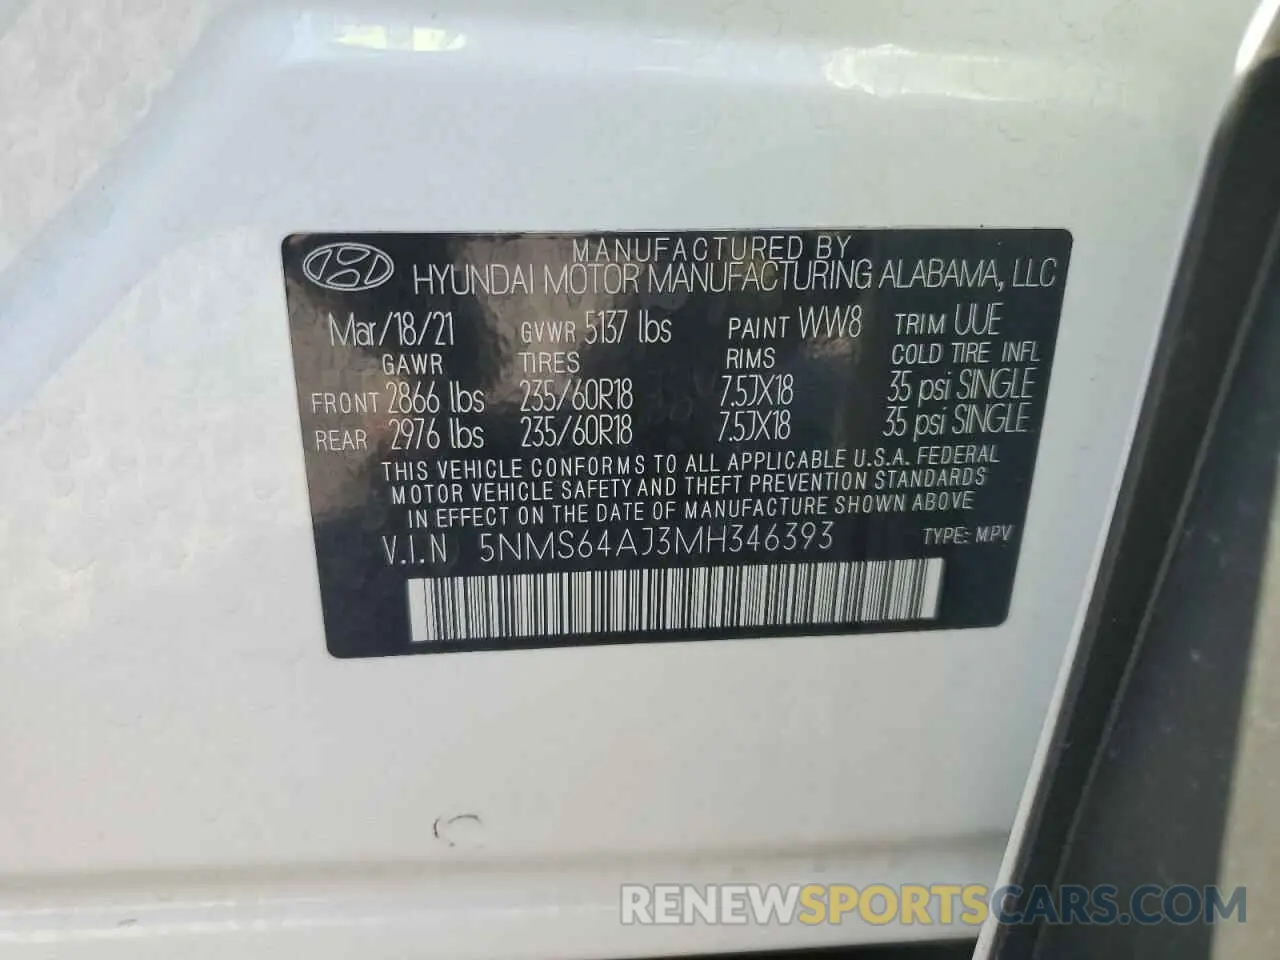 MANUFACTURED BY
HYUNDAI MOTOR MANUFACTURING ALABAMA, LLC
Mar/18/21 GVWR 5137 lbs PAINT WW8 TRIM UUE
GAWR TIRES RIMS COLD TIRE INFL
FRONT 2866 lbs 235/60R18 7.5JX18 35 psi SINGLE
REAR 2976 lbs 235/60R18 7.5JX18 35 psi SINGLE
THIS VEHICLE CONFORMS TO ALL APPLICABLE U.S.A. FEDERAL
MOTOR VEHICLE SAFETY AND THEFT PREVENTION STANDARDS
IN EFFECT ON THE DATE OF MANUFACTURE SHOWN ABOVE
V.I.N 5NMS64AJ3MH346393 TYPE: MPV
RENEWSPORTSCARS.COM